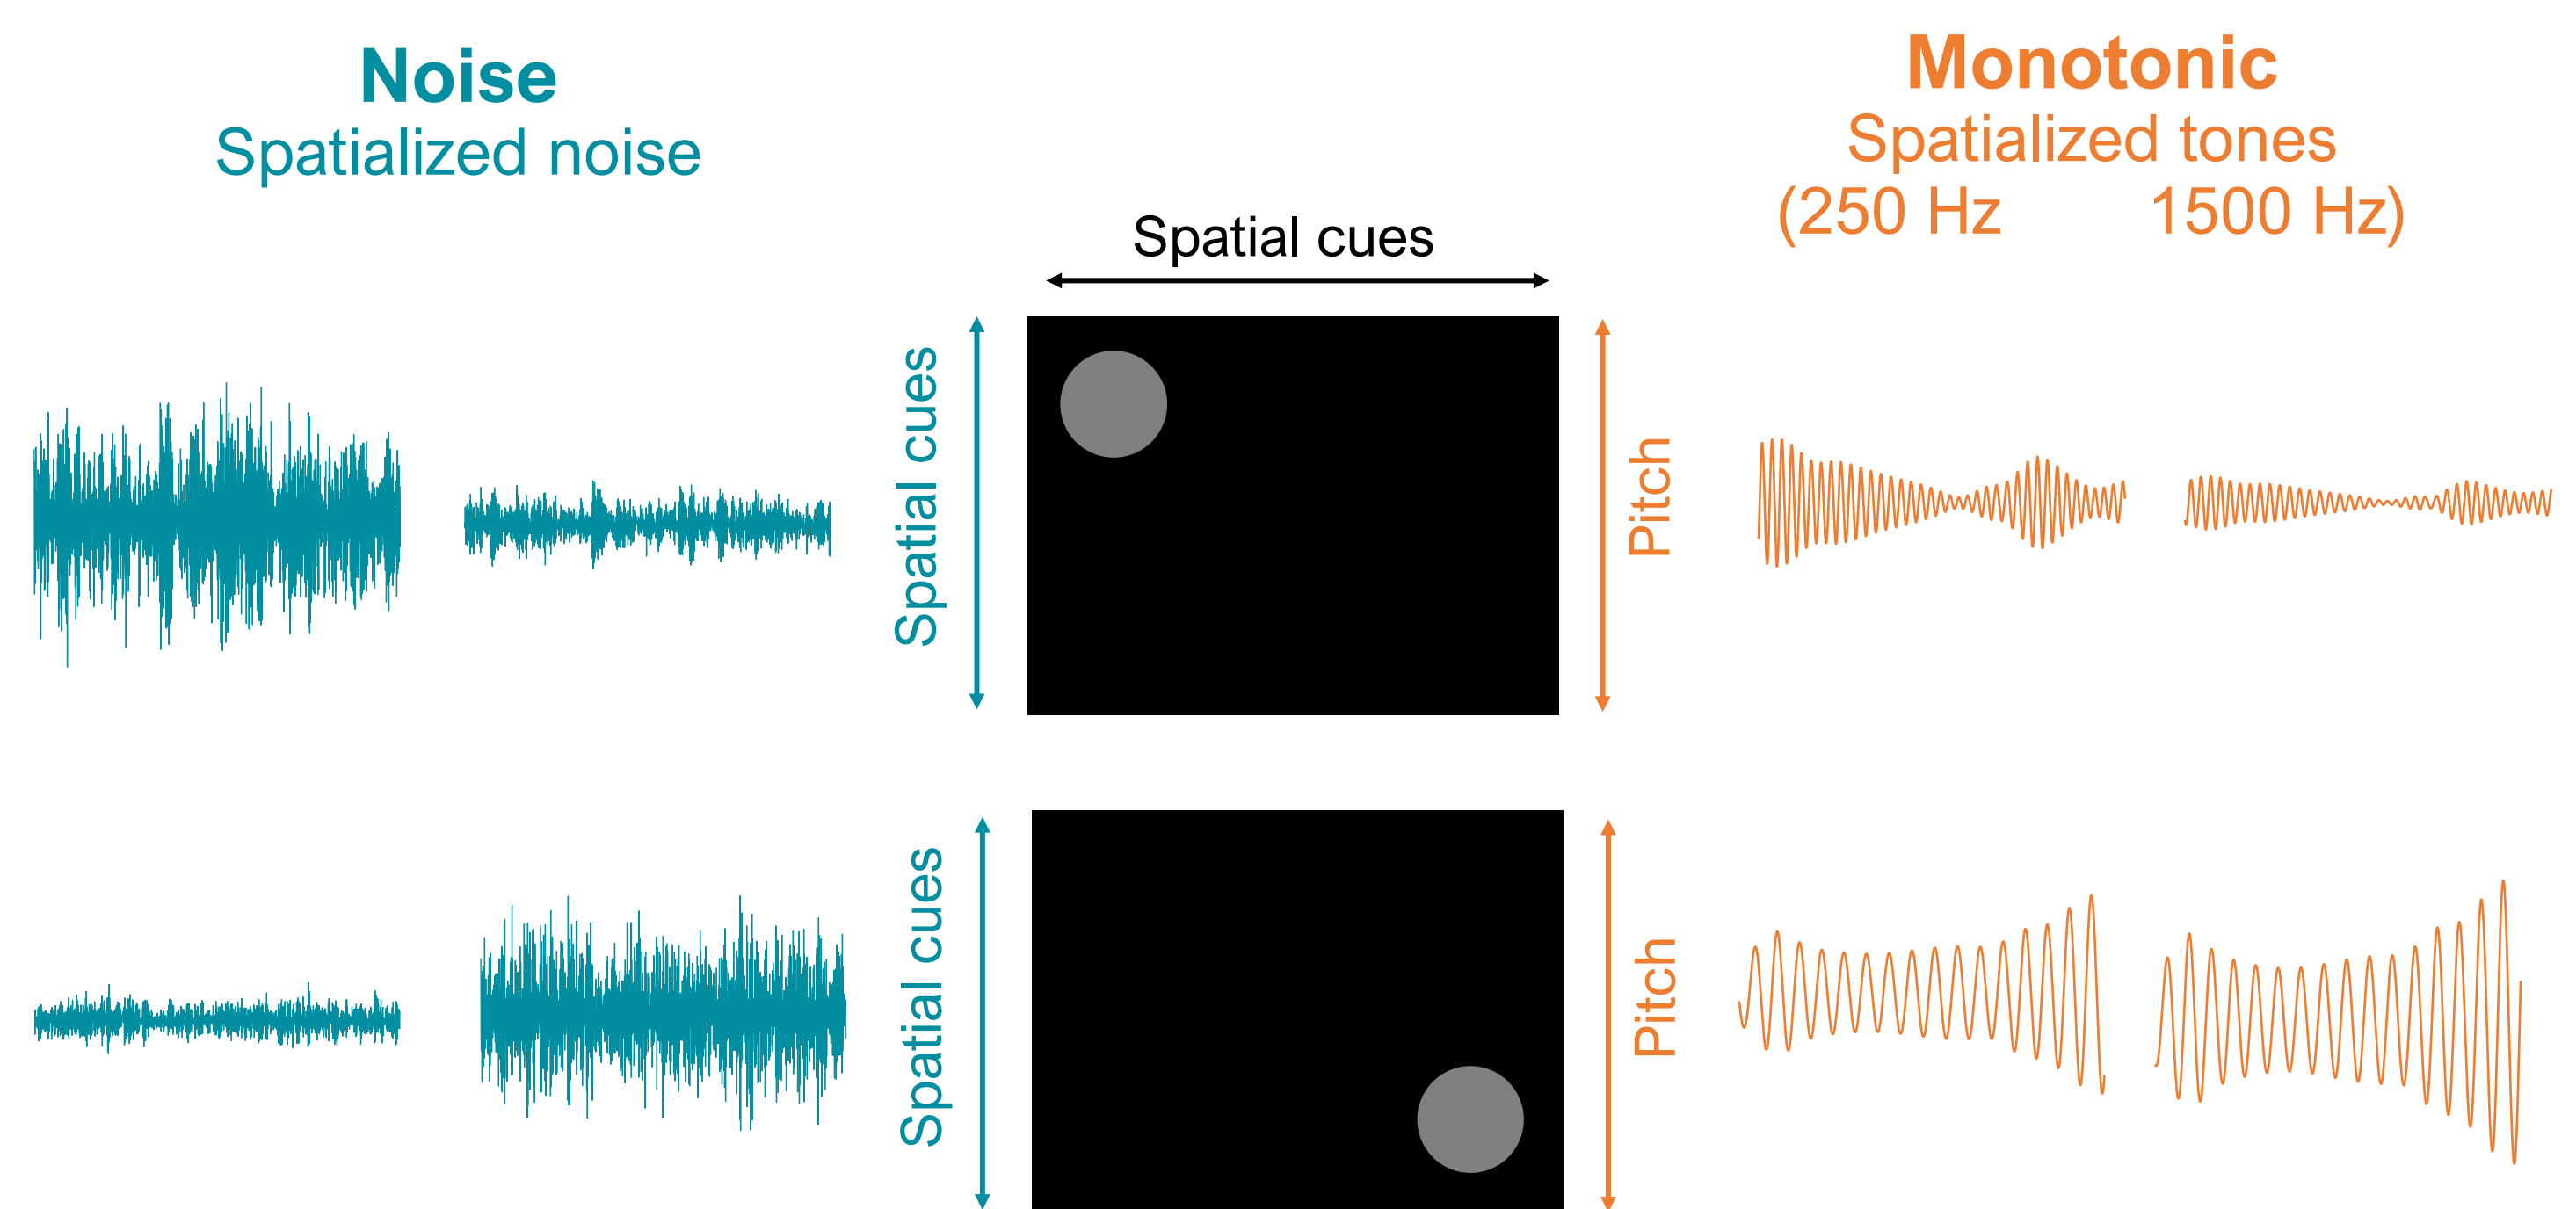 Noise
Spatialized noise
Monotonic
Spatialized tones
(250 Hz 1500 Hz)
Spatial cues
Spatial cues
Pitch
Spatial cues
Pitch